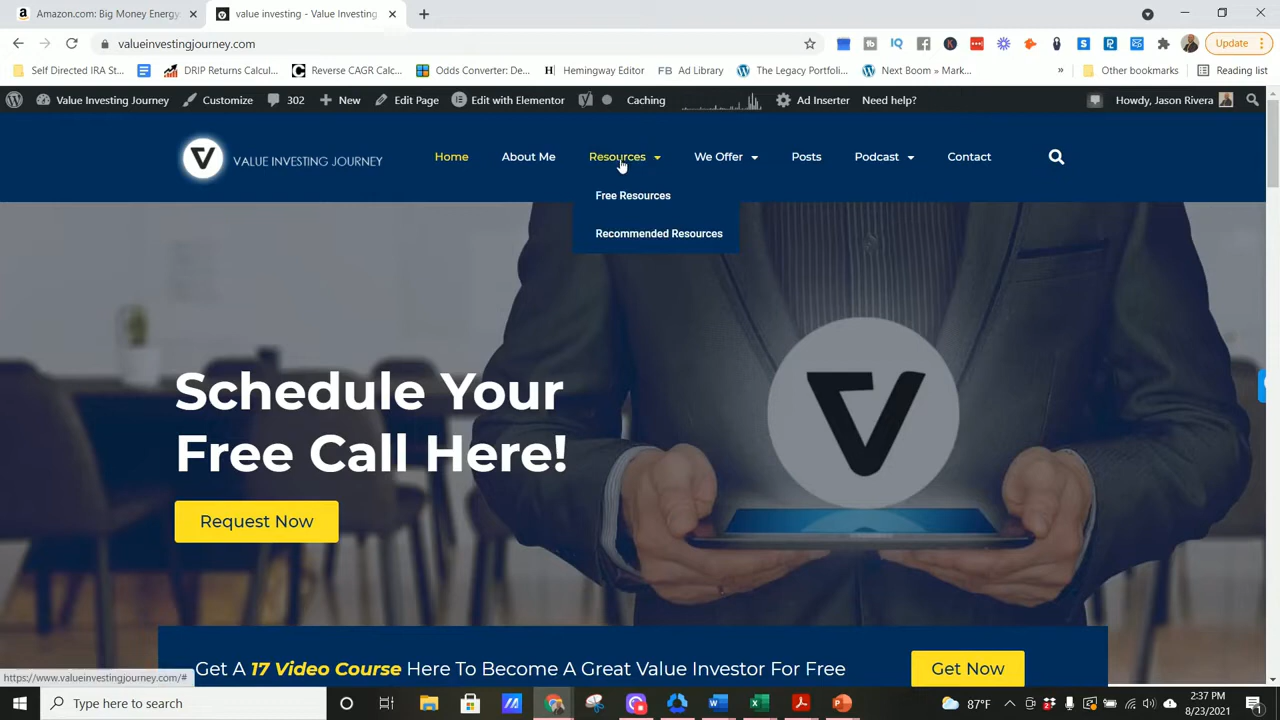 Amazon.com: Big Money Energy
value investing - Value Investing
valueinvestingjourney.com
Update
Self Directed IRA St...
DRIP Returns Calcul...
Reverse CAGR Calc...
Odds Converter: De...
Hemingway Editor
FB Ad Library
The Legacy Portfoli...
Next Boom » Mark...
»
Other bookmarks
Reading list
Value Investing Journey
Customize
302
New
Edit Page
Edit with Elementor
Caching
Ad Inserter
Need help?
Howdy, Jason Rivera
VALUE INVESTING JOURNEY
Home
About Me
Resources
We Offer
Posts
Podcast
Contact
Free Resources
Recommended Resources
Schedule Your
Free Call Here!
Request Now
Get A 17 Video Course Here To Become A Great Value Investor For Free
Get Now
https://www.valueinvestingjourney.com/#
Type here to search
87°F
2:37 PM
8/23/2021